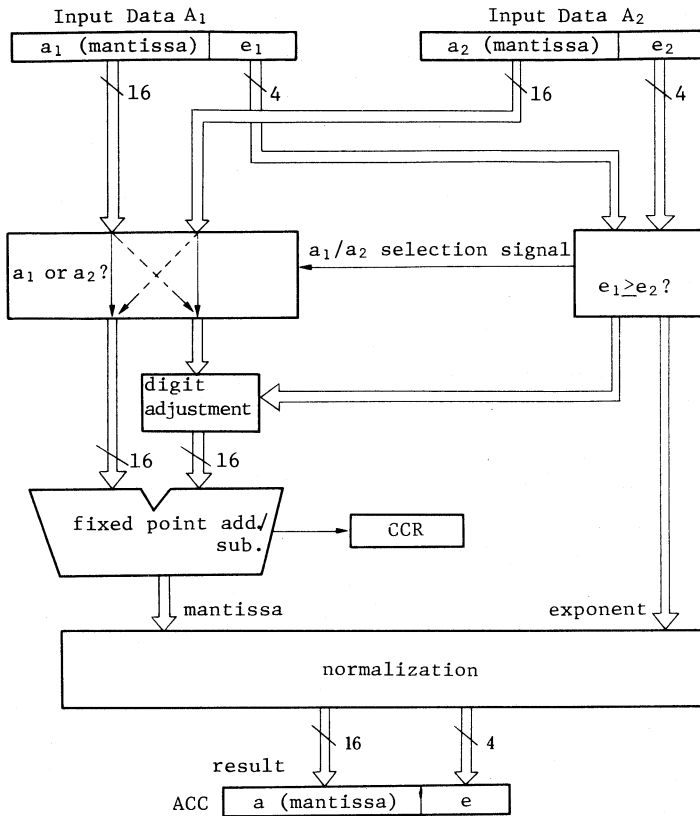 Input Data A₁
Input Data A₂
a₁ (mantissa) e₁
a₂ (mantissa) e₂
16
4
16
4
a₁/a₂ selection signal
a₁ or a₂?
e₁≥e₂?
digit
adjustment
16
16
fixed point add./
sub.
CCR
mantissa
exponent
normalization
16
4
result
ACC
a (mantissa) e